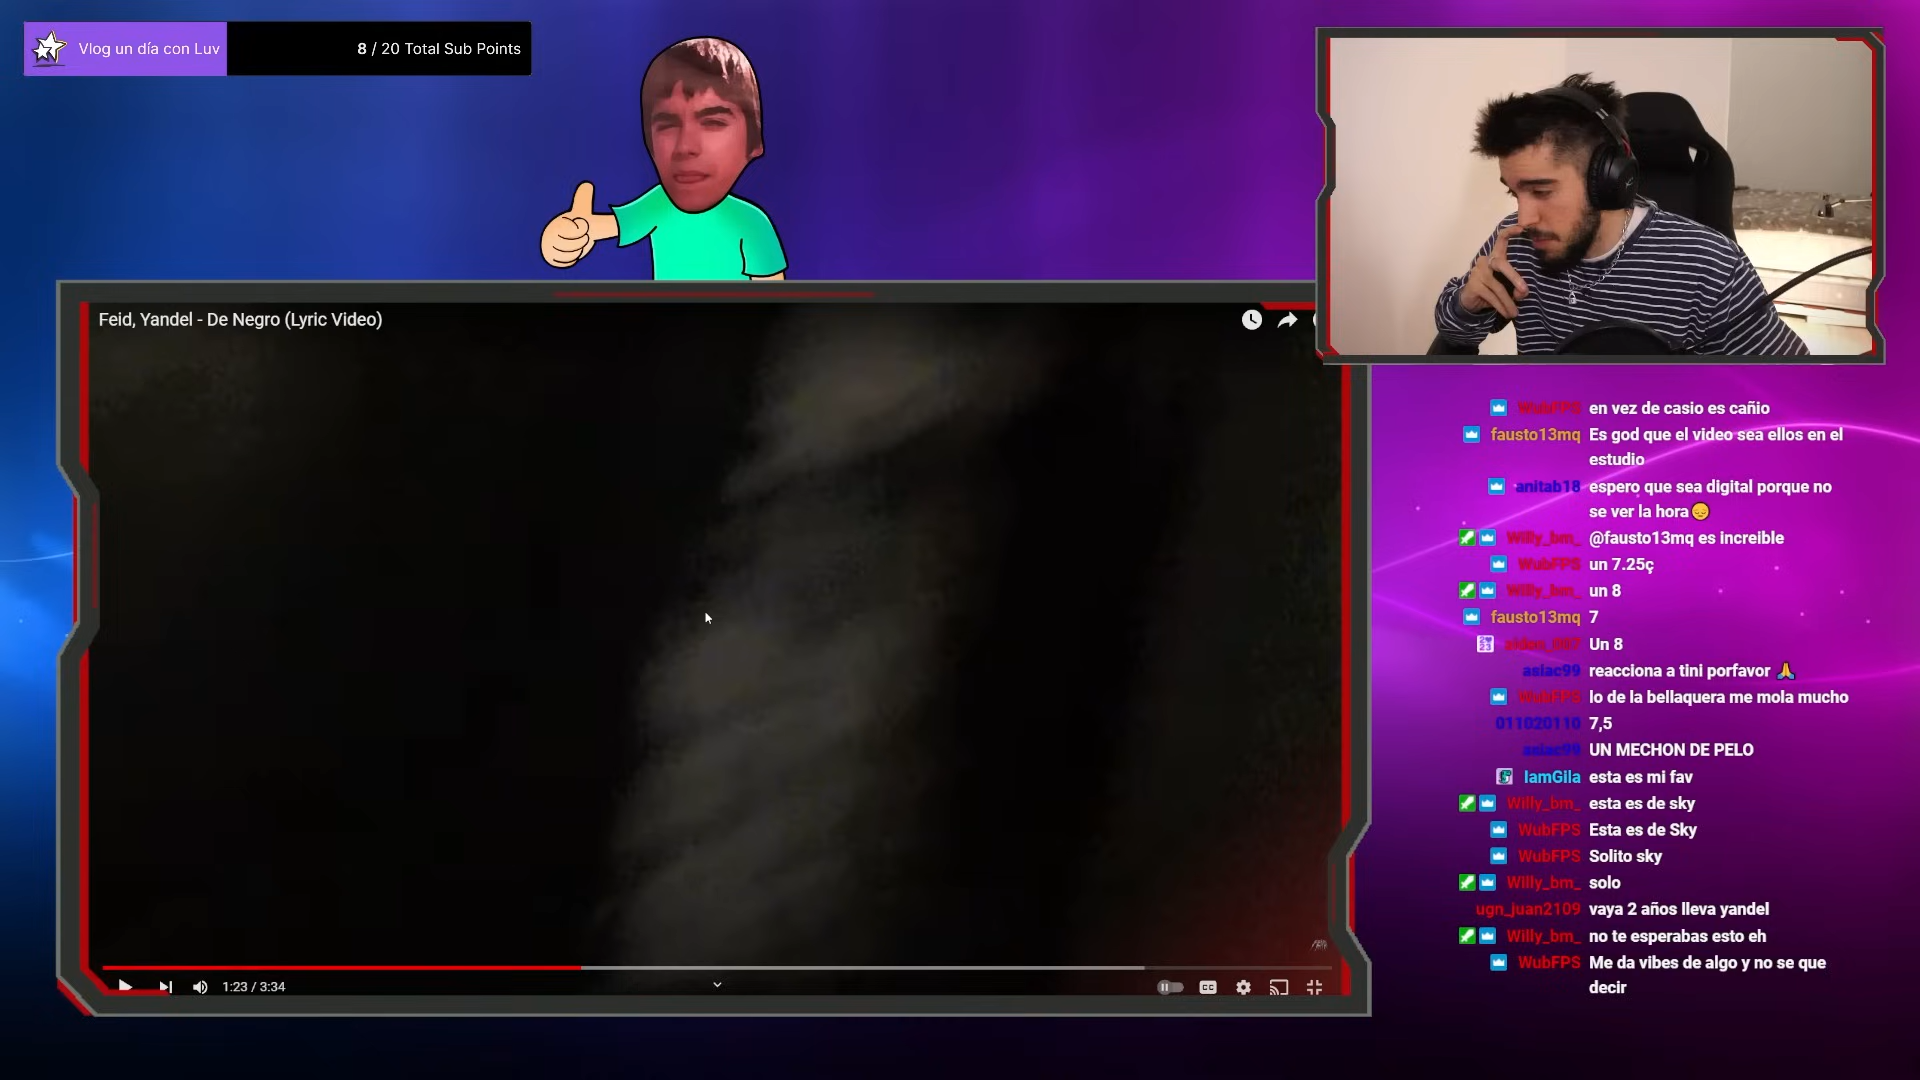 Vlog un día con Luv
8 / 20 Total Sub Points
Feid, Yandel - De Negro (Lyric Video)
WubFPS en vez de casio es cañio
fausto13mq Es god que el video sea ellos en el
estudio
anitab18 espero que sea digital porque no
se ver la hora😔
Willy_bm_ @fausto13mq es increible
WubFPS un 7.25ç
Willy_bm_ un 8
fausto13mq 7
Un 8
asiac99 reacciona a tini porfavor 🙏
WubFPS lo de la bellaquera me mola mucho
011020110 7,5
asiac99 UN MECHON DE PELO
IamGila esta es mi fav
Willy_bm_ esta es de sky
WubFPS Esta es de Sky
WubFPS Solito sky
Willy_bm_ solo
ugn_juan2109 vaya 2 años lleva yandel
Willy_bm_ no te esperabas esto eh
WubFPS Me da vibes de algo y no se que
decir
1:23 / 3:34
CC